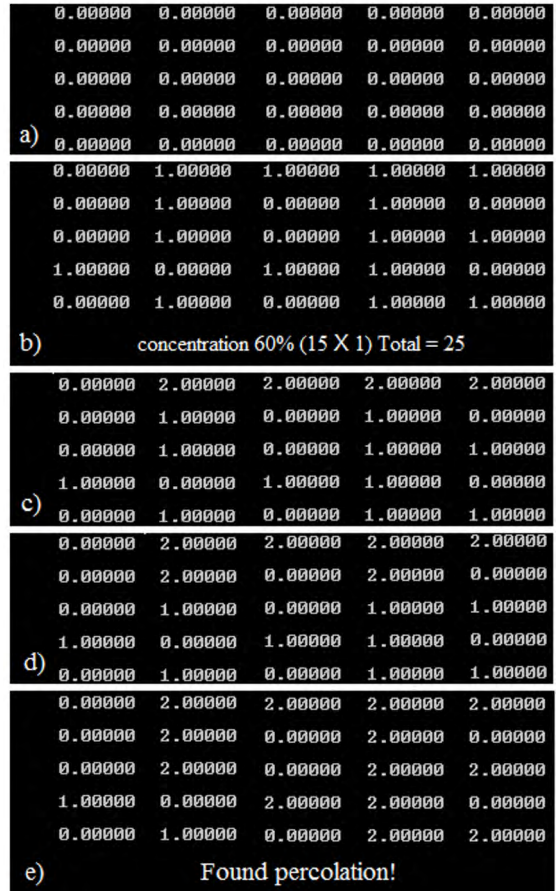 0.00000 0.00000 0.00000 0.00000 0.00000
0.00000 0.00000 0.00000 0.00000 0.00000
0.00000 0.00000 0.00000 0.00000 0.00000
0.00000 0.00000 0.00000 0.00000 0.00000
a) 0.00000 0.00000 0.00000 0.00000 0.00000
0.00000 1.00000 1.00000 1.00000 1.00000
0.00000 1.00000 0.00000 1.00000 0.00000
0.00000 1.00000 0.00000 1.00000 1.00000
1.00000 0.00000 1.00000 1.00000 0.00000
0.00000 1.00000 0.00000 1.00000 1.00000
b) concentration 60% (15 X 1) Total = 25
0.00000 2.00000 2.00000 2.00000 2.00000
0.00000 1.00000 0.00000 1.00000 0.00000
0.00000 1.00000 0.00000 1.00000 1.00000
1.00000 0.00000 1.00000 1.00000 0.00000
c) 0.00000 1.00000 0.00000 1.00000 1.00000
0.00000 2.00000 2.00000 2.00000 2.00000
0.00000 2.00000 0.00000 2.00000 0.00000
0.00000 1.00000 0.00000 1.00000 1.00000
1.00000 0.00000 1.00000 1.00000 0.00000
d) 0.00000 1.00000 0.00000 1.00000 1.00000
0.00000 2.00000 2.00000 2.00000 2.00000
0.00000 2.00000 0.00000 2.00000 0.00000
0.00000 2.00000 0.00000 2.00000 2.00000
1.00000 0.00000 2.00000 2.00000 0.00000
0.00000 1.00000 0.00000 2.00000 2.00000
e) Found percolation!